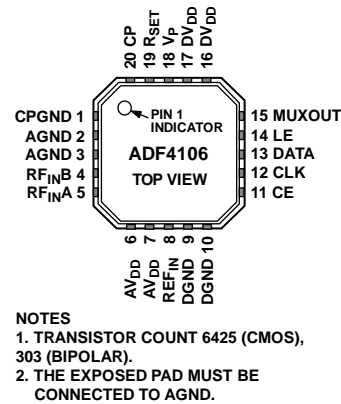 20 CP
19 RSET
18 VP
17 DVDD
16 DVDD
CPGND 1
AGND 2
AGND 3
RFINB 4
RFINA 5
PIN 1
INDICATOR
ADF4106
TOP VIEW
15 MUXOUT
14 LE
13 DATA
12 CLK
11 CE
AVDD 6
AVDD 7
REFIN 8
DGND 9
DGND 10
NOTES
1. TRANSISTOR COUNT 6425 (CMOS),
303 (BIPOLAR).
2. THE EXPOSED PAD MUST BE
CONNECTED TO AGND.